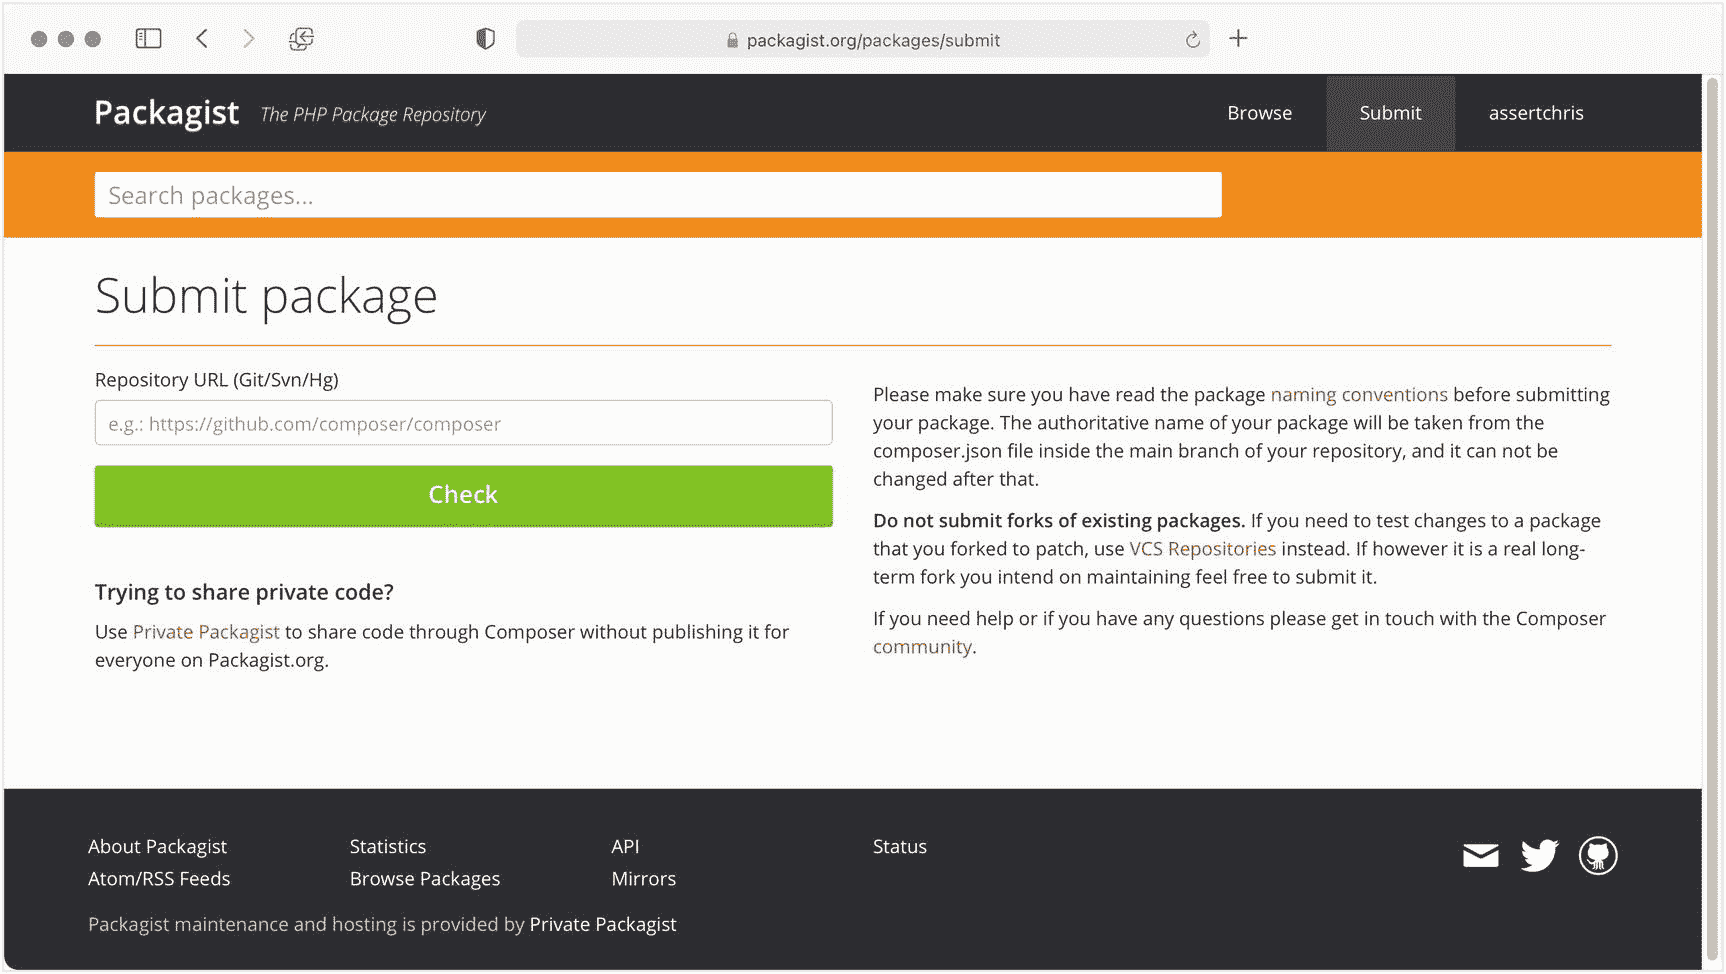 packagist.org/packages/submit
Packagist The PHP Package Repository
Browse Submit assertchris
Search packages...
Submit package
Repository URL (Git/Svn/Hg)
e.g.: https://github.com/composer/composer
Check
Trying to share private code?
Use Private Packagist to share code through Composer without publishing it for
everyone on Packagist.org.
Please make sure you have read the package naming conventions before submitting
your package. The authoritative name of your package will be taken from the
composer.json file inside the main branch of your repository, and it can not be
changed after that.
Do not submit forks of existing packages. If you need to test changes to a package
that you forked to patch, use VCS Repositories instead. If however it is a real long-
term fork you intend on maintaining feel free to submit it.
If you need help or if you have any questions please get in touch with the Composer
community.
About Packagist Statistics API Status
Atom/RSS Feeds Browse Packages Mirrors
Packagist maintenance and hosting is provided by Private Packagist